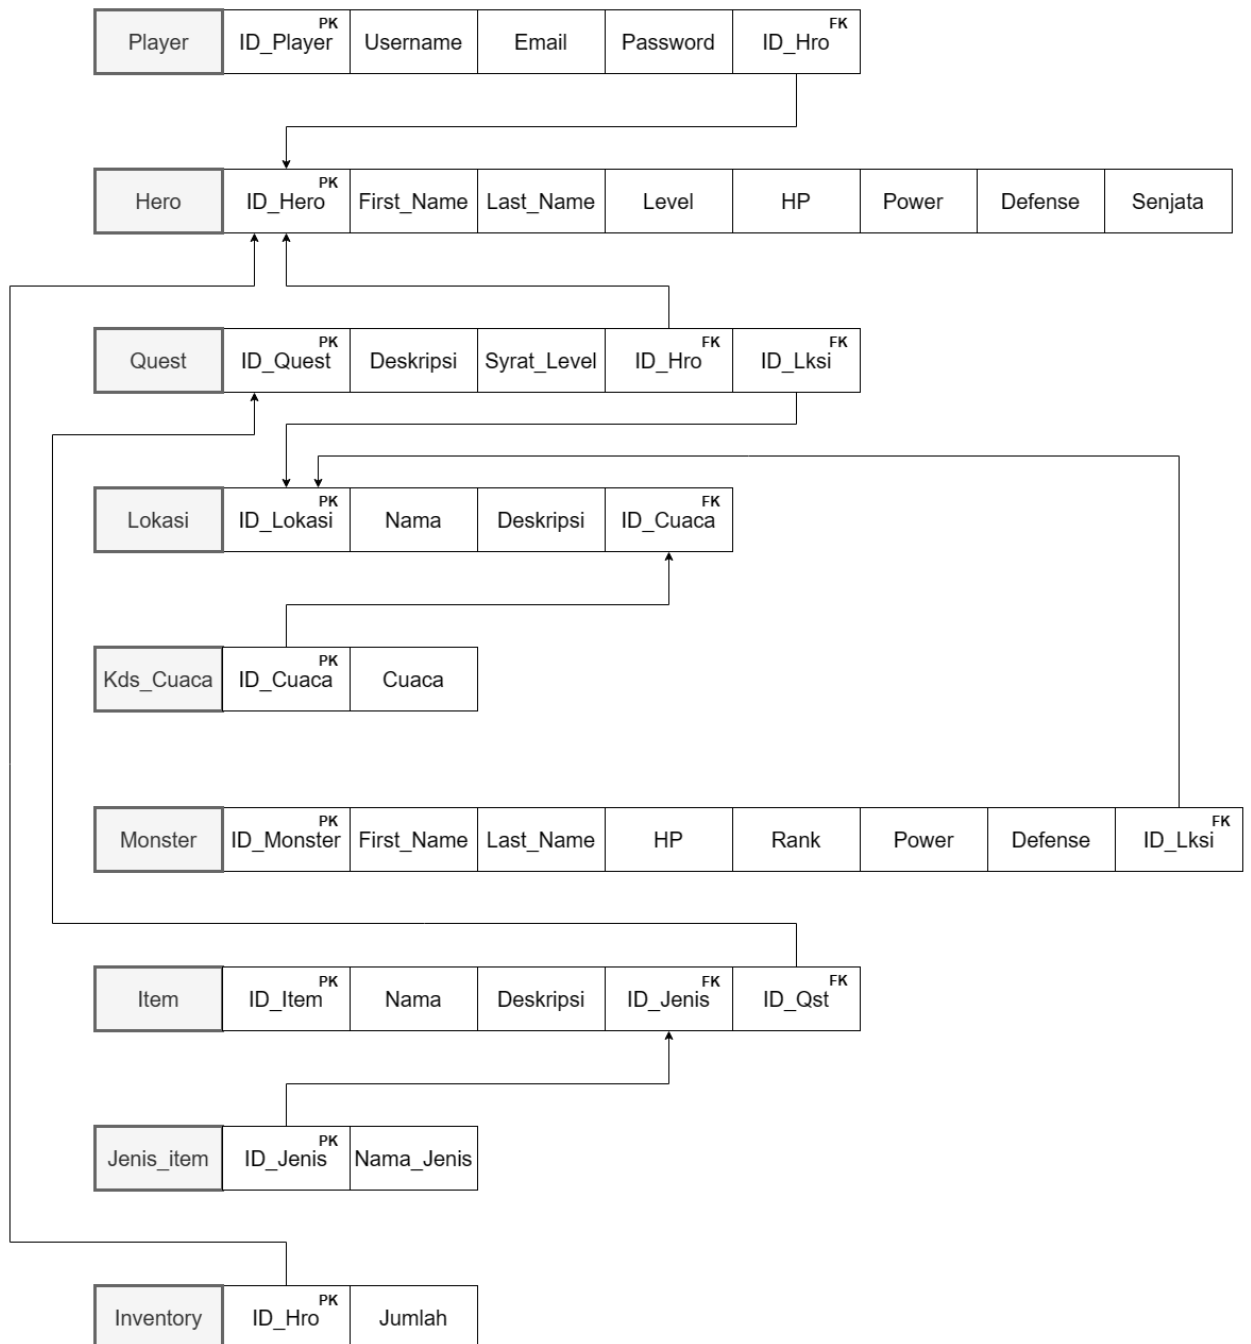 Player ID_Player PK Username Email Password ID_Hro FK
Hero ID_Hero PK First_Name Last_Name Level HP Power Defense Senjata
Quest ID_Quest PK Deskripsi Syrat_Level ID_Hro FK ID_Lksi FK
Lokasi ID_Lokasi PK Nama Deskripsi ID_Cuaca FK
Kds_Cuaca ID_Cuaca PK Cuaca
Monster ID_Monster PK First_Name Last_Name HP Rank Power Defense ID_Lksi FK
Item ID_Item PK Nama Deskripsi ID_Jenis FK ID_Qst FK
Jenis_item ID_Jenis PK Nama_Jenis
Inventory ID_Hro PK Jumlah